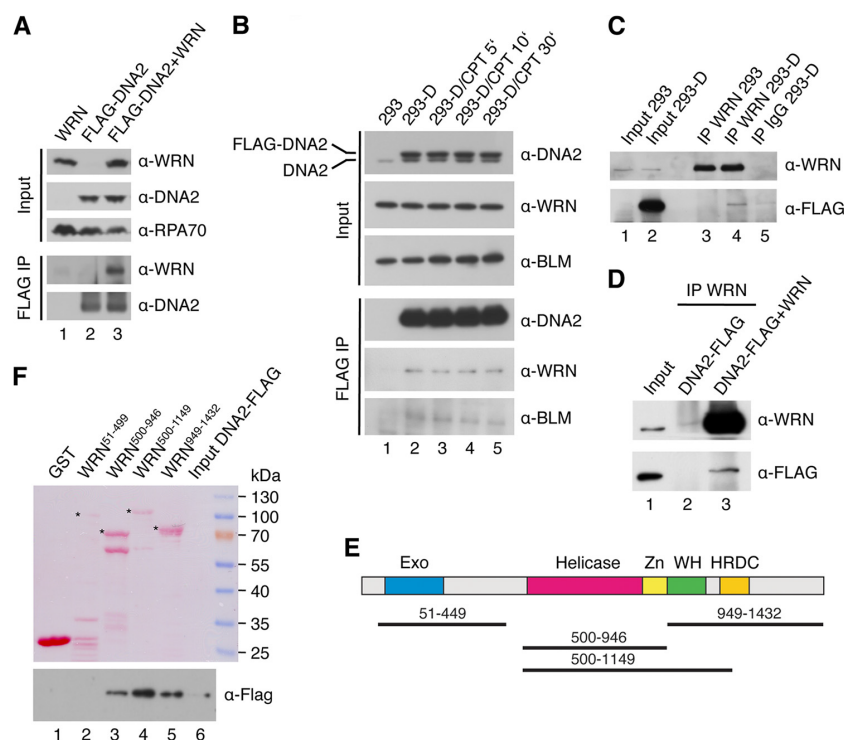 A
WRN
FLAG-DNA2
FLAG-DNA2+WRN
Input
α-WRN
α-DNA2
α-RPA70
FLAG IP
α-WRN
α-DNA2
1 2 3
B
293
293-D
293-D/CPT 5‘
293-D/CPT 10‘
293-D/CPT 30‘
FLAG-DNA2
DNA2
Input
α-DNA2
α-WRN
α-BLM
FLAG IP
α-DNA2
α-WRN
α-BLM
1 2 3 4 5
C
Input 293
Input 293-D
IP WRN 293
IP WRN 293-D
IP IgG 293-D
α-WRN
α-FLAG
1 2 3 4 5
D
IP WRN
Input
DNA2-FLAG
DNA2-FLAG+WRN
α-WRN
α-FLAG
1 2 3
E
Exo Helicase Zn WH HRDC
51-449 949-1432
500-946
500-1149
F
GST
WRN51-499
WRN500-946
WRN500-1149
WRN949-1432
Input DNA2-FLAG
kDa
130
100
70
55
40
35
25
* * * *
α-Flag
1 2 3 4 5 6